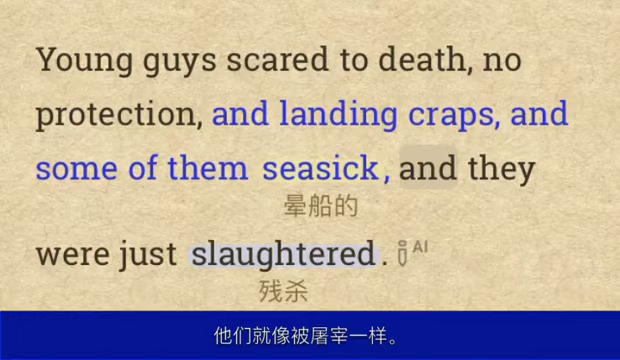 Young guys scared to death, no
protection, and landing craps, and
some of them seasick, and they
晕船的
were just slaughtered. AI
残杀
他们就像被屠宰一样。